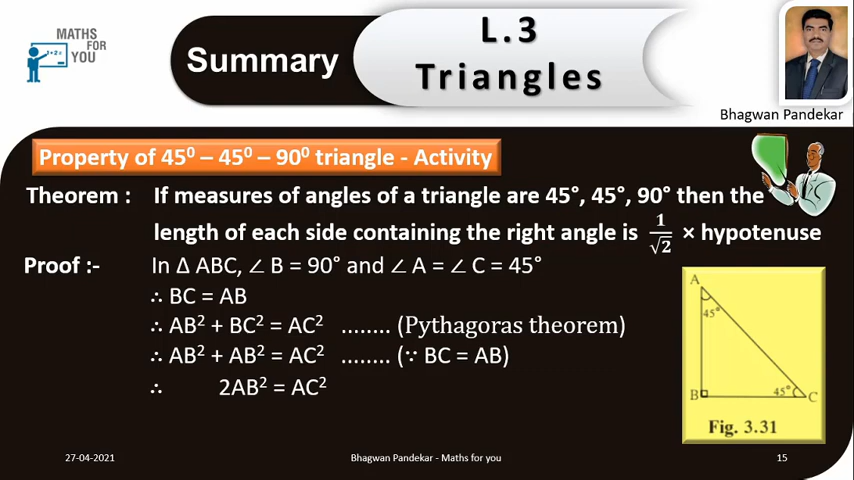 MATHS
FOR
YOU
1+2=
Summary
L.3
Triangles
Bhagwan Pandekar
Property of 45⁰ – 45⁰ – 90⁰ triangle - Activity
Theorem : If measures of angles of a triangle are 45°, 45°, 90° then the
length of each side containing the right angle is 1/√2 × hypotenuse
Proof :- In Δ ABC, ∠ B = 90° and ∠ A = ∠ C = 45°
∴ BC = AB
∴ AB² + BC² = AC² ........ (Pythagoras theorem)
∴ AB² + AB² = AC² ........ (∵ BC = AB)
∴ 2AB² = AC²
A
45°
B 45° C
Fig. 3.31
27-04-2021 Bhagwan Pandekar - Maths for you 15